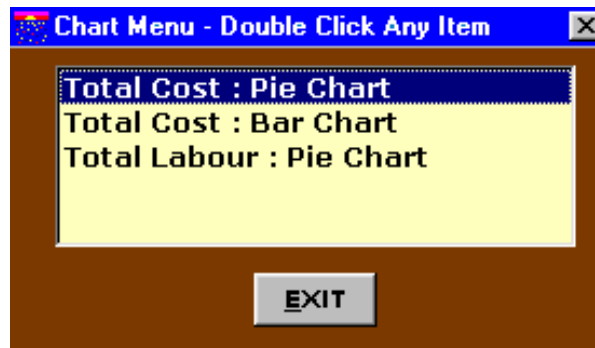 Chart Menu - Double Click Any Item
Total Cost : Pie Chart
Total Cost : Bar Chart
Total Labour : Pie Chart
EXIT